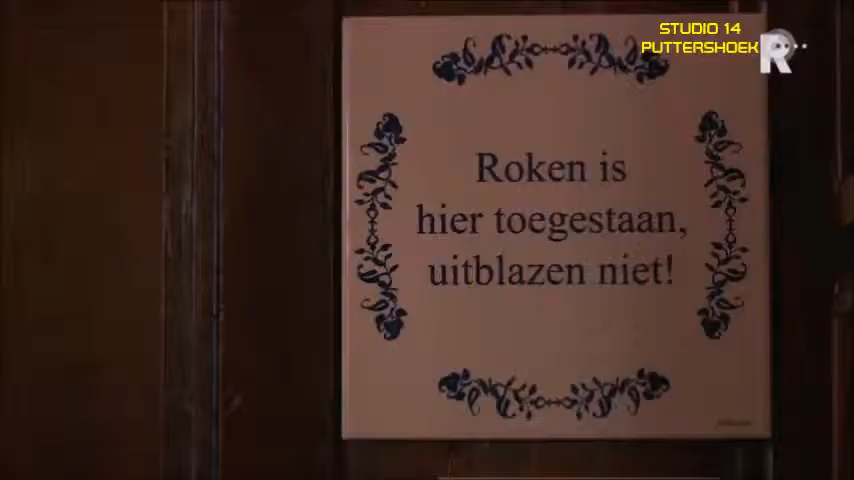 STUDIO 14
PUTTERSHOEK
R
Roken is
hier toegestaan,
uitblazen niet!